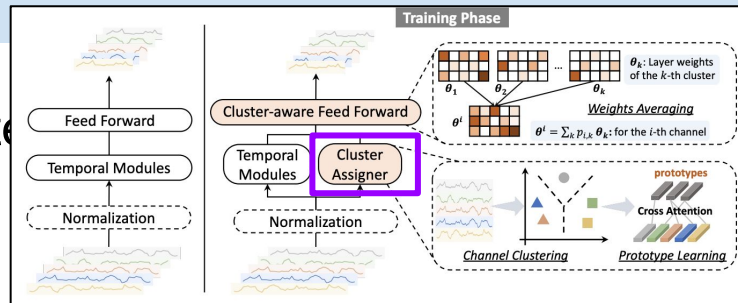 Training Phase
Feed Forward
Temporal Modules
Normalization
Cluster-aware Feed Forward
Temporal Modules
Cluster Assigner
Normalization
θ₁ θ₂ ... θₖ
θₖ: Layer weights of the k-th cluster
Weights Averaging
θⁱ
θⁱ = ∑ₖ pᵢ,ₖ θₖ: for the i-th channel
prototypes
Cross Attention
Channel Clustering
Prototype Learning